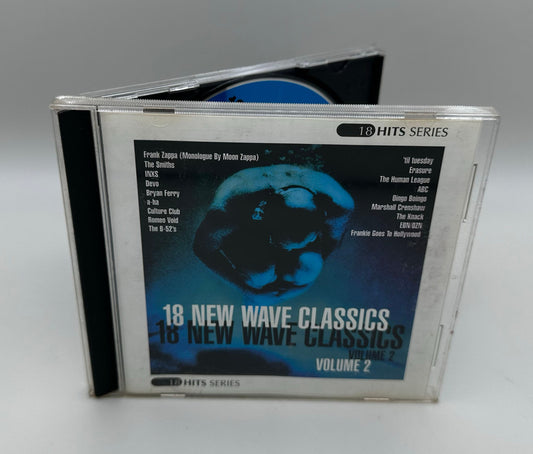 18 HITS SERIES
Frank Zappa (Monologue By Moon Zappa)
The Smiths
INXS
Devo
Bryan Ferry
a-ha
Culture Club
Romeo Void
The B-52's
'til tuesday
Erasure
The Human League
ABC
Oingo Boingo
Marshall Crenshaw
The Knack
EBN/OZN
Frankie Goes To Hollywood
18 NEW WAVE CLASSICS
18 NEW WAVE CLASSICS
VOLUME 2
VOLUME 2
18 HITS SERIES